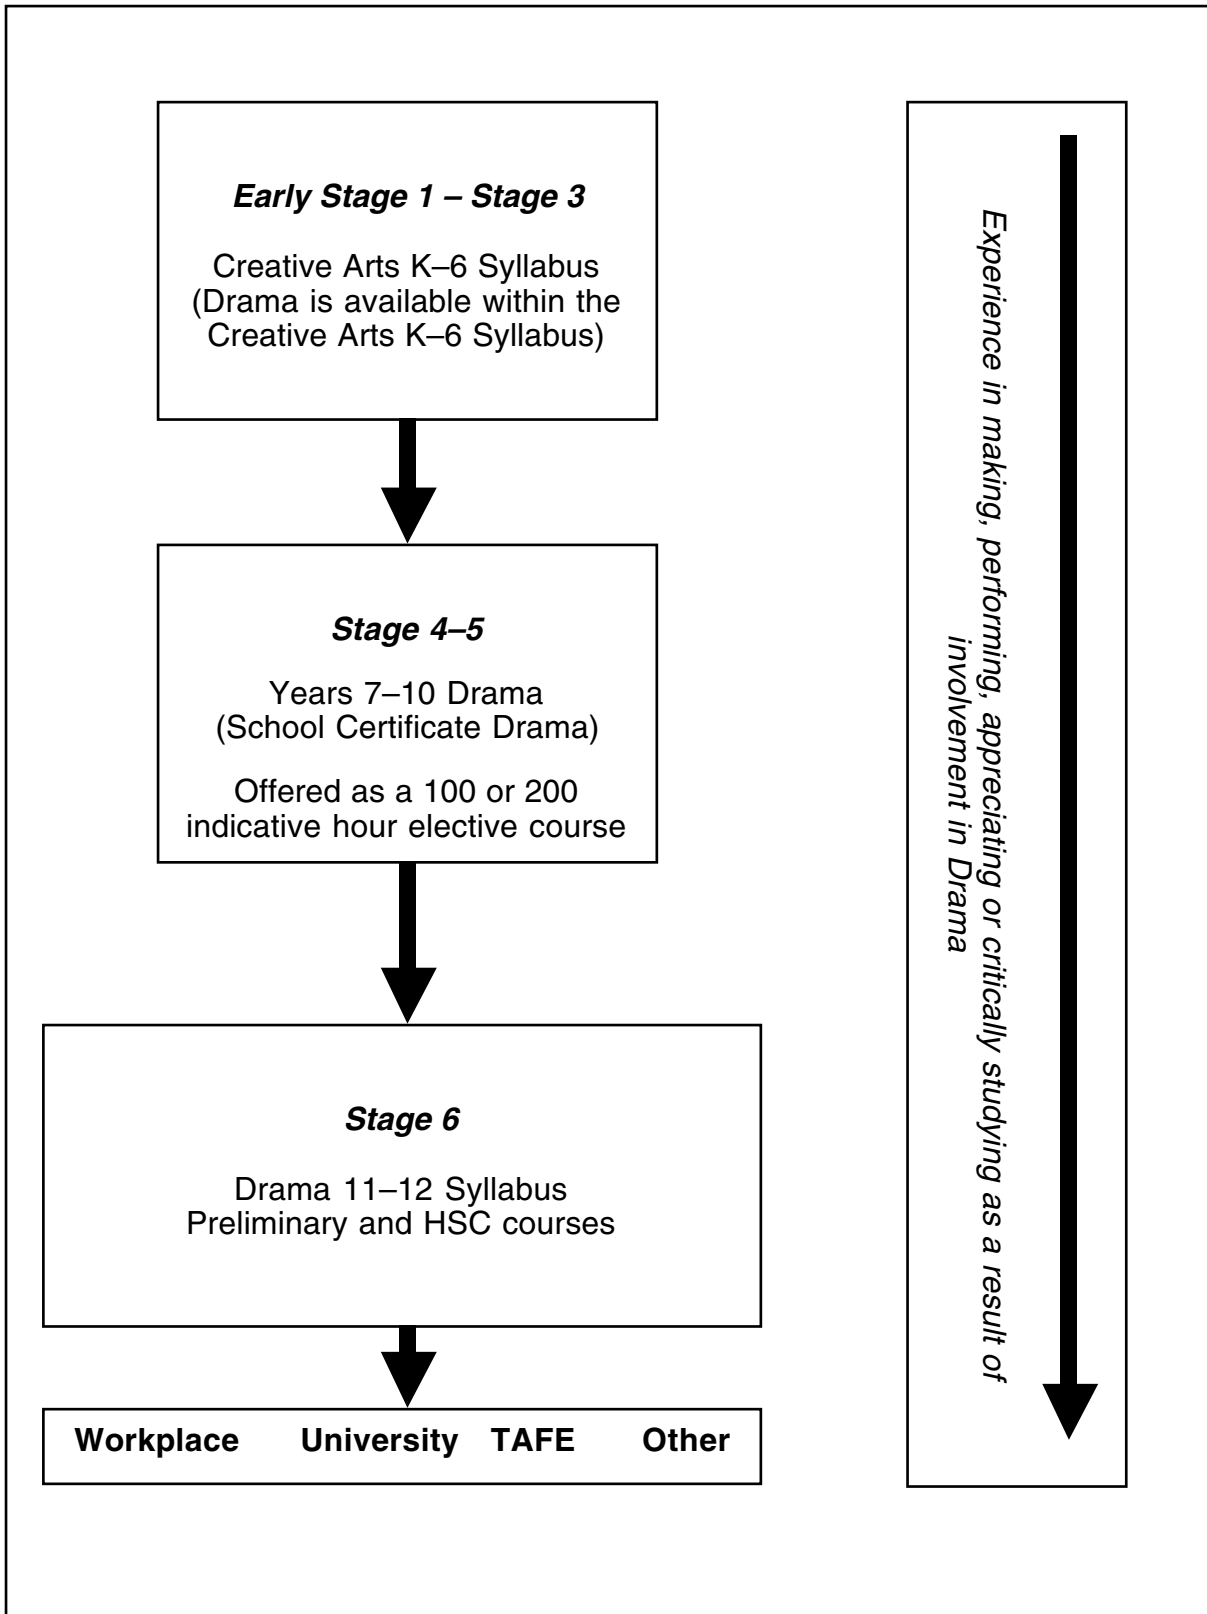 Early Stage 1 – Stage 3
Creative Arts K–6 Syllabus
(Drama is available within the
Creative Arts K–6 Syllabus)
Stage 4–5
Years 7–10 Drama
(School Certificate Drama)
Offered as a 100 or 200
indicative hour elective course
Stage 6
Drama 11–12 Syllabus
Preliminary and HSC courses
Workplace University TAFE Other
Experience in making, performing, appreciating or critically studying as a result of
involvement in Drama